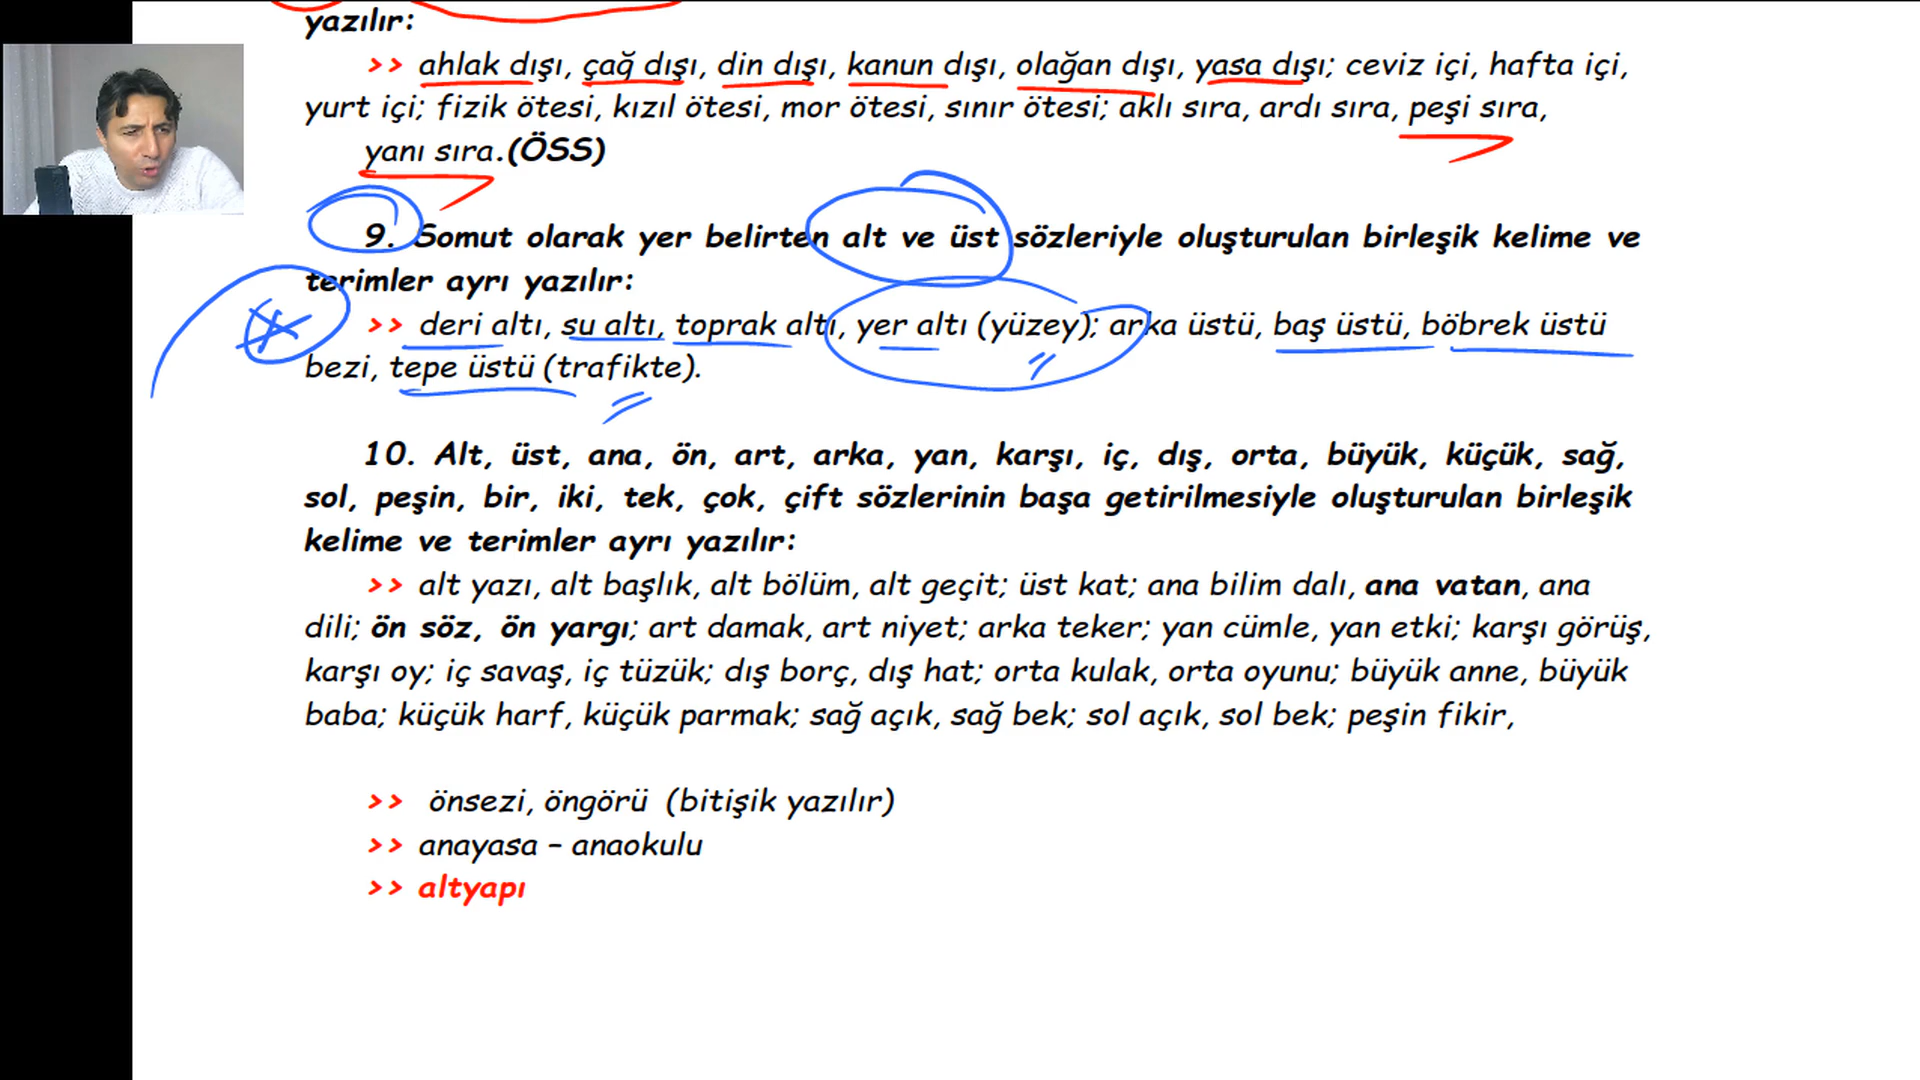 yazılır:
>> ahlak dışı, çağ dışı, din dışı, kanun dışı, olağan dışı, yasa dışı; ceviz içi, hafta içi,
yurt içi; fizik ötesi, kızıl ötesi, mor ötesi, sınır ötesi; aklı sıra, ardı sıra, peşi sıra,
yanı sıra.(ÖSS)
9. Somut olarak yer belirten alt ve üst sözleriyle oluşturulan birleşik kelime ve
terimler ayrı yazılır:
>> deri altı, su altı, toprak altı, yer altı (yüzey); arka üstü, baş üstü, böbrek üstü
bezi, tepe üstü (trafikte).
10. Alt, üst, ana, ön, art, arka, yan, karşı, iç, dış, orta, büyük, küçük, sağ,
sol, peşin, bir, iki, tek, çok, çift sözlerinin başa getirilmesiyle oluşturulan birleşik
kelime ve terimler ayrı yazılır:
>> alt yazı, alt başlık, alt bölüm, alt geçit; üst kat; ana bilim dalı, ana vatan, ana
dili; ön söz, ön yargı; art damak, art niyet; arka teker; yan cümle, yan etki; karşı görüş,
karşı oy; iç savaş, iç tüzük; dış borç, dış hat; orta kulak, orta oyunu; büyük anne, büyük
baba; küçük harf, küçük parmak; sağ açık, sağ bek; sol açık, sol bek; peşin fikir,
>> önsezi, öngörü (bitişik yazılır)
>> anayasa – anaokulu
>> altyapı